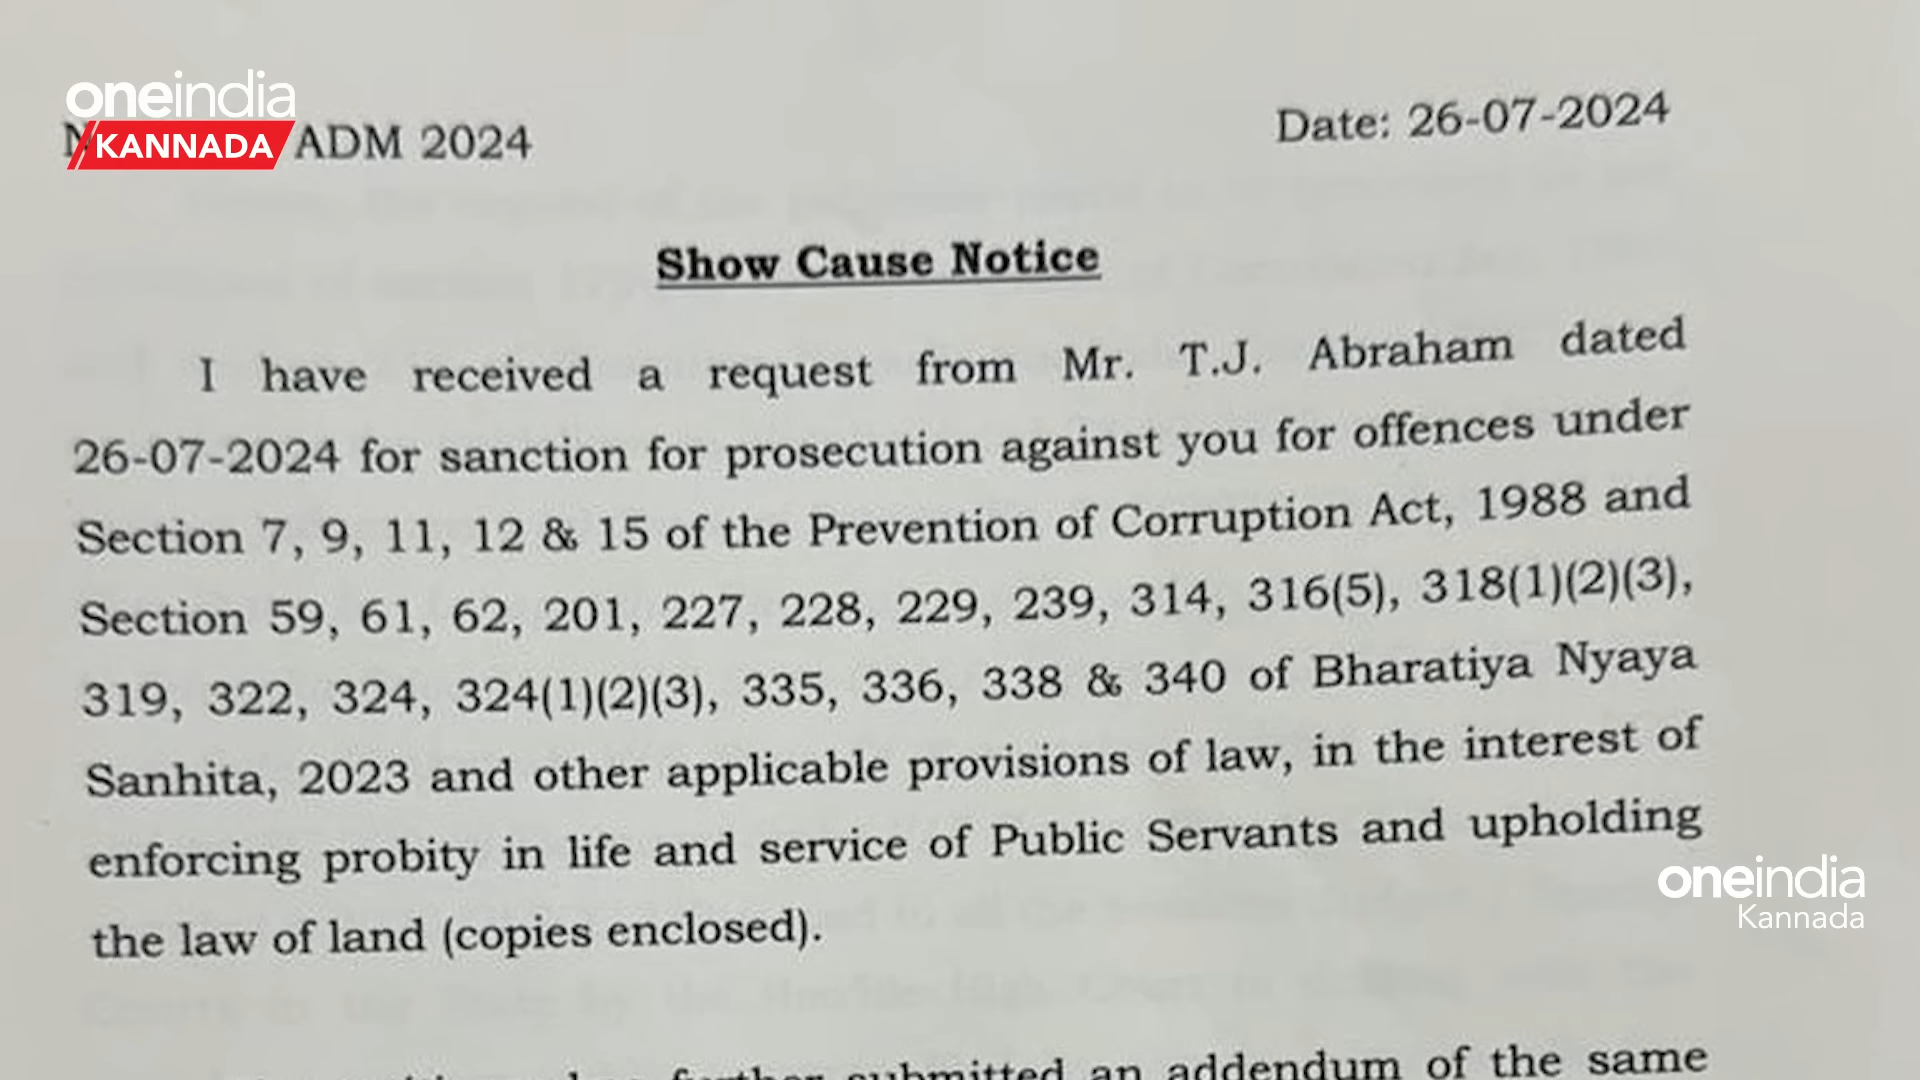 oneindia
KANNADA
ADM 2024
Date: 26-07-2024
Show Cause Notice
I have received a request from Mr. T.J. Abraham dated
26-07-2024 for sanction for prosecution against you for offences under
Section 7, 9, 11, 12 & 15 of the Prevention of Corruption Act, 1988 and
Section 59, 61, 62, 201, 227, 228, 229, 239, 314, 316(5), 318(1)(2)(3),
319, 322, 324, 324(1)(2)(3), 335, 336, 338 & 340 of Bharatiya Nyaya
Sanhita, 2023 and other applicable provisions of law, in the interest of
enforcing probity in life and service of Public Servants and upholding
the law of land (copies enclosed).
oneindia
Kannada
further submitted an addendum of the same